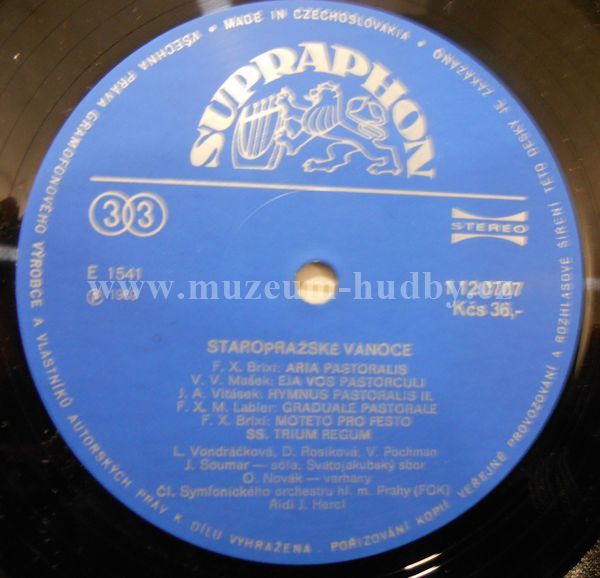 VŠECHNA PRÁVA GRAMOFONOVÉHO VÝROBCE A VLASTNÍKŮ AUTORSKÝCH PRÁV K DÍLU VYHRAŽENA. POŘIZOVÁNÍ KOPIÍ VEŘEJNÉ PROVOZOVÁNÍ A ROZHLASOVÉ ŠÍŘENÍ TÉTO DESKY JE ZAKÁZÁNO
MADE IN CZECHOSLOVAKIA
SUPRAPHON
33
STEREO
E 1541
Kčs 36,-
www.muzeum-hudby.cz
STAROPRAŽSKÉ VÁNOCE
F. X. Brixi: ARIA PASTORALIS
V. V. Mašek: EIA VOS PASTORCULI
J. A. Vitásek: HYMNUS PASTORALIS II.
F. X. M. Labler: GRADUALE PASTORALE
F. X. Brixi: MOTETO PRO FESTO
SS. TRIUM REGUM
L. Vondráčková, D. Rosíková, V. Pochman
J. Soumar — sóla, Svatojakubský sbor
O. Novák — varhany
Čl. Symfonického orchestru hl. m. Prahy (FOK)
Řídí J. Hercl